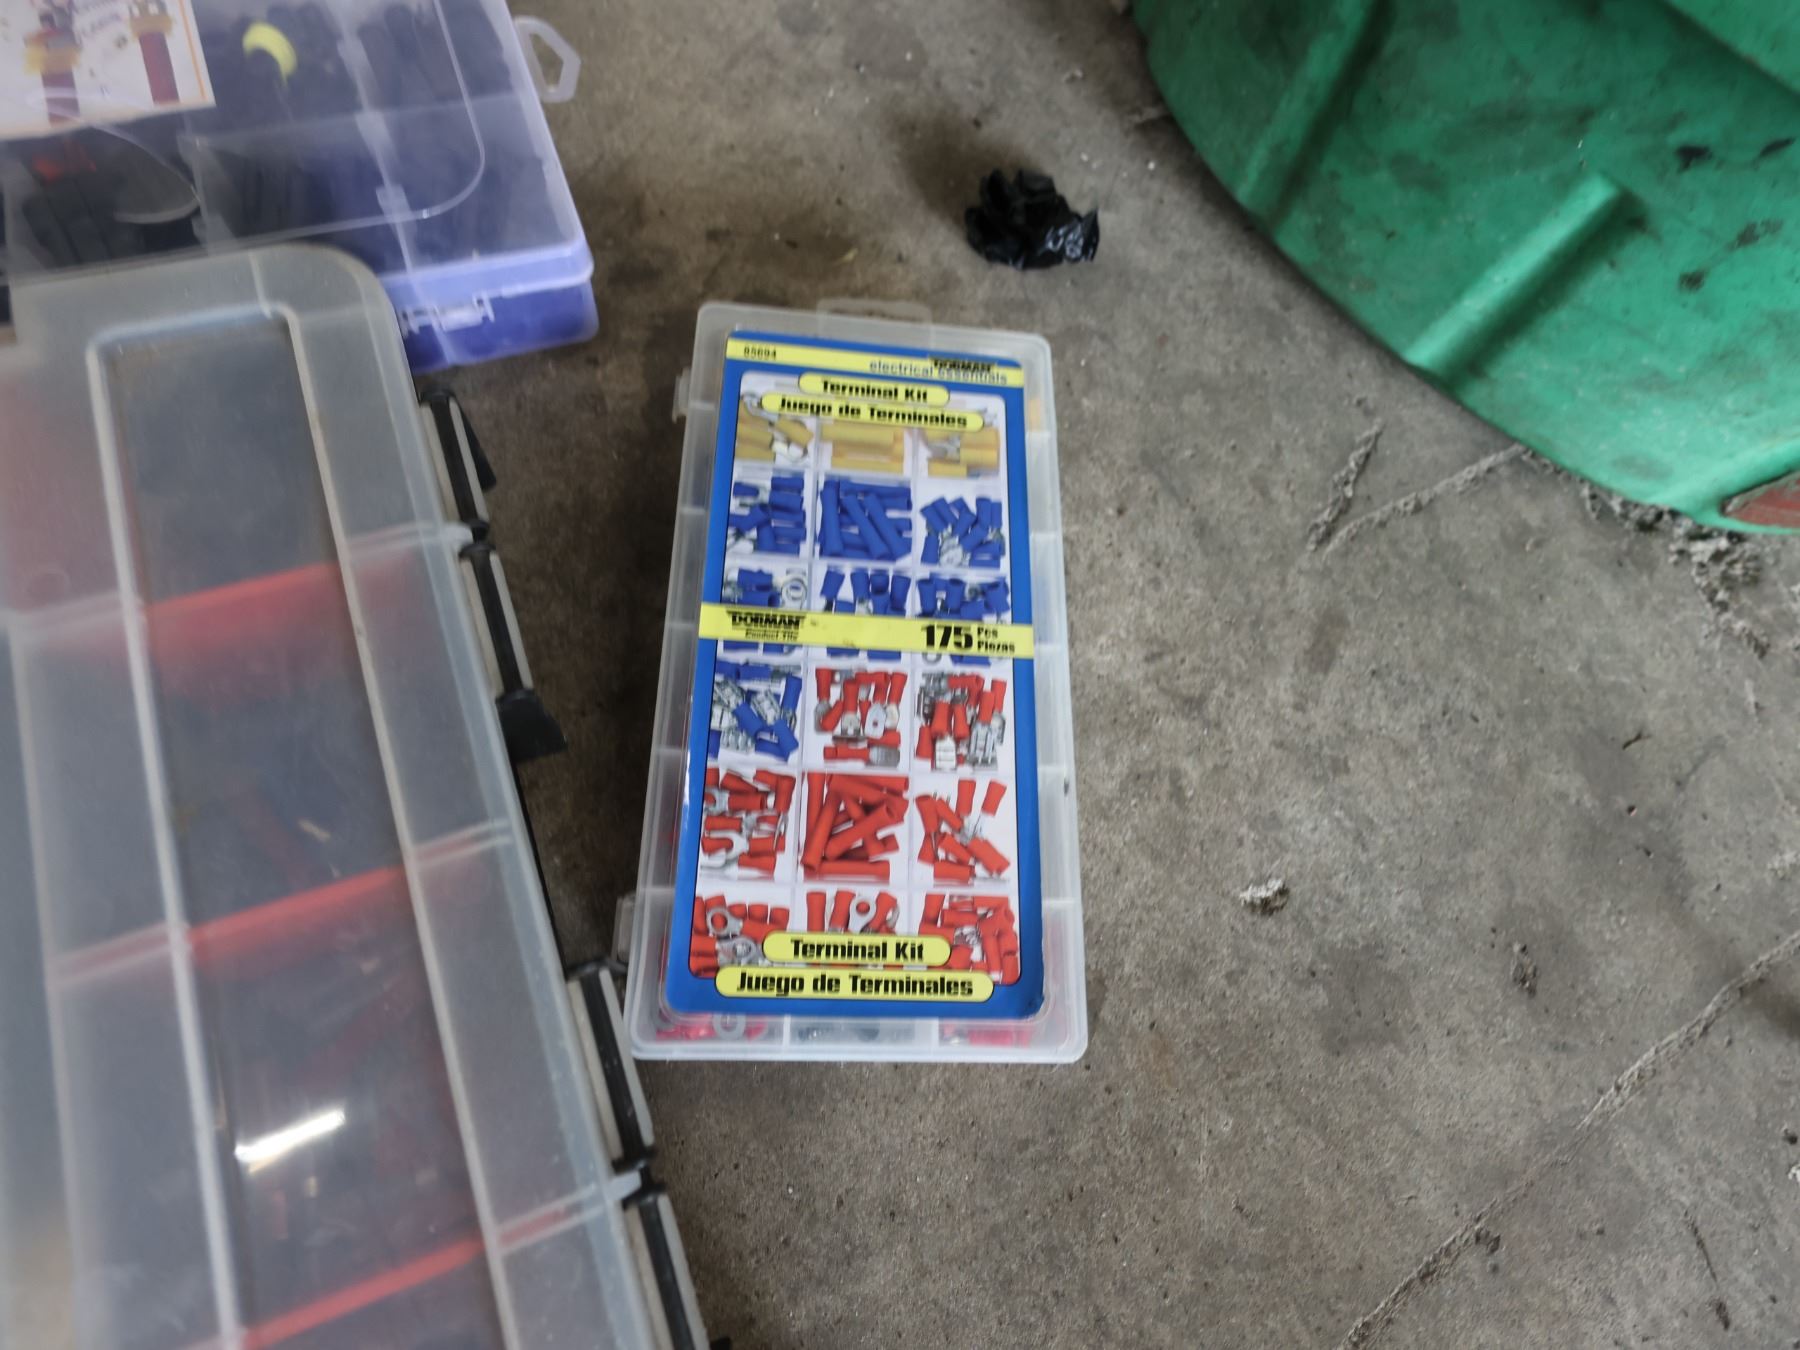 85694
DORMAN
electrical essentials
Terminal Kit
Juego de Terminales
DORMAN
Conduct-Tite
175 Pcs
Piezas
Terminal Kit
Juego de Terminales